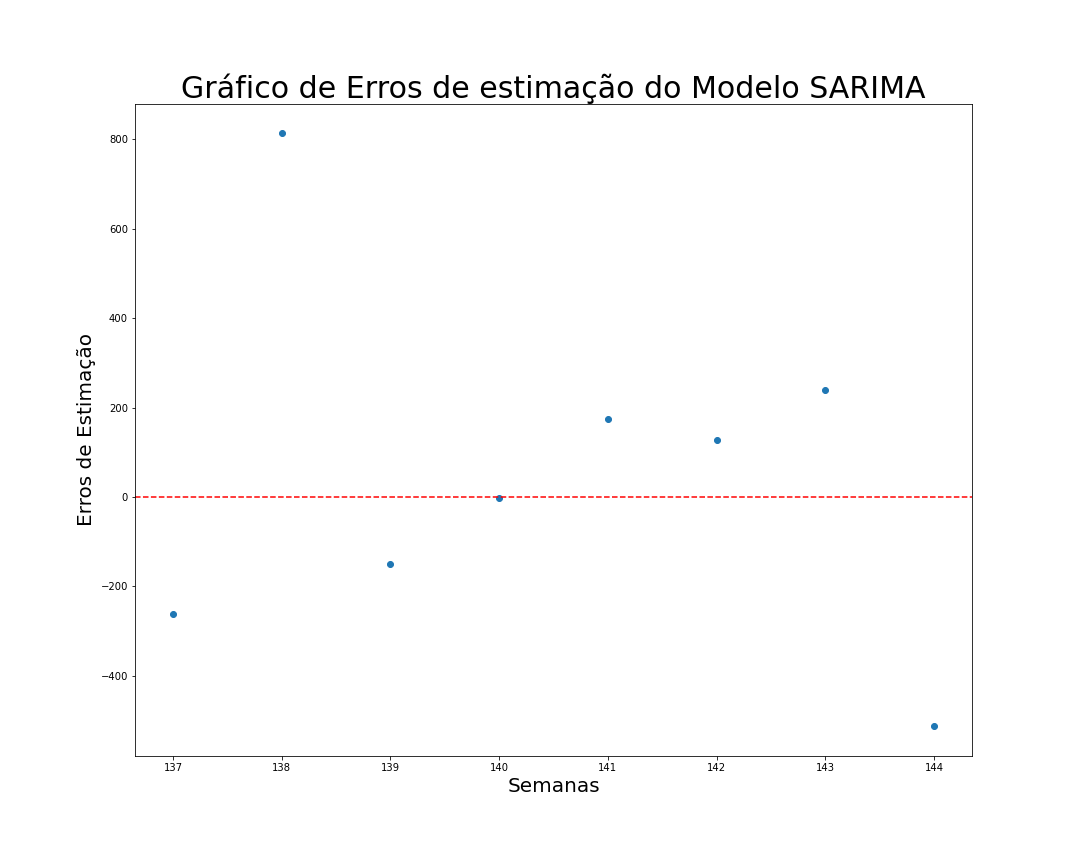 Gráfico de Erros de estimação do Modelo SARIMA
800
600
400
200
0
−200
−400
Erros de Estimação
137 138 139 140 141 142 143 144
Semanas